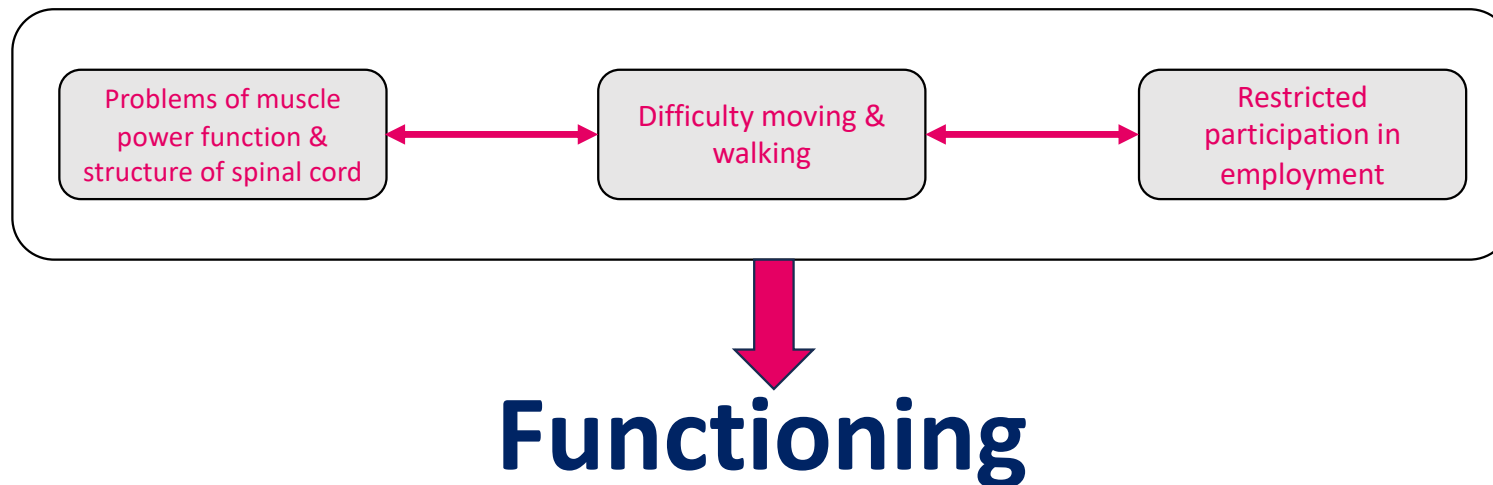 Problems of muscle
power function &
structure of spinal cord
Difficulty moving &
walking
Restricted
participation in
employment
Functioning